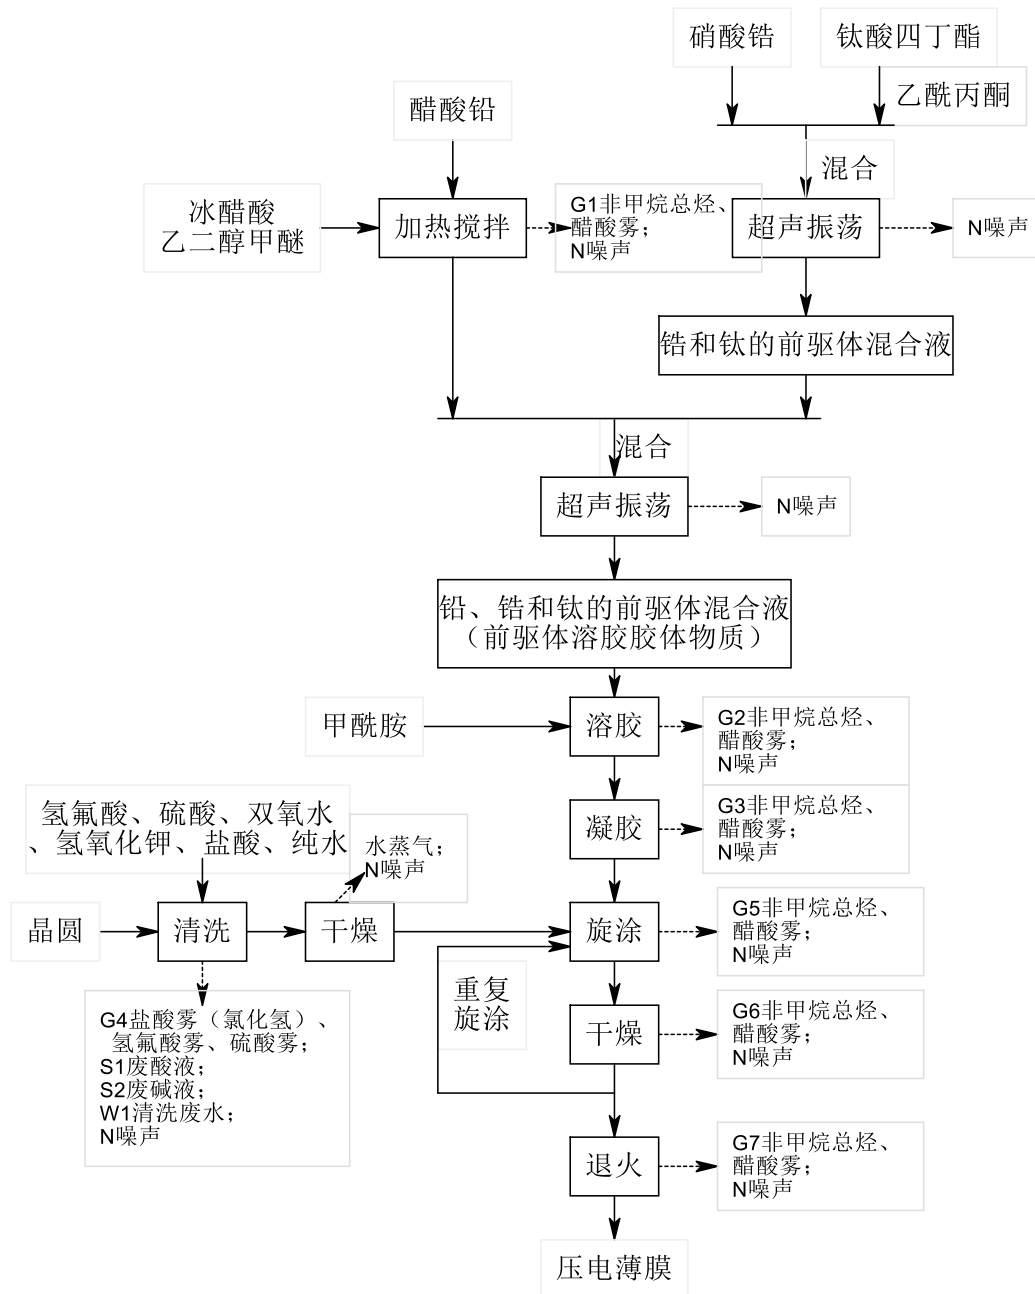 硝酸锆
钛酸四丁酯
乙酰丙酮
醋酸铅
混合
冰醋酸
乙二醇甲醚
加热搅拌
G1非甲烷总烃、
醋酸雾；
N噪声
超声振荡
N噪声
锆和钛的前驱体混合液
混合
超声振荡
N噪声
铅、锆和钛的前驱体混合液
（前驱体溶胶胶体物质）
甲酰胺
溶胶
G2非甲烷总烃、
醋酸雾；
N噪声
氢氟酸、硫酸、双氧水
、氢氧化钾、盐酸、纯水
水蒸气；
N噪声
凝胶
G3非甲烷总烃、
醋酸雾；
N噪声
晶圆
清洗
干燥
旋涂
G5非甲烷总烃、
醋酸雾；
N噪声
重复
旋涂
G4盐酸雾（氯化氢）、
氢氟酸雾、硫酸雾；
S1废酸液；
S2废碱液；
W1清洗废水；
N噪声
干燥
G6非甲烷总烃、
醋酸雾；
N噪声
退火
G7非甲烷总烃、
醋酸雾；
N噪声
压电薄膜